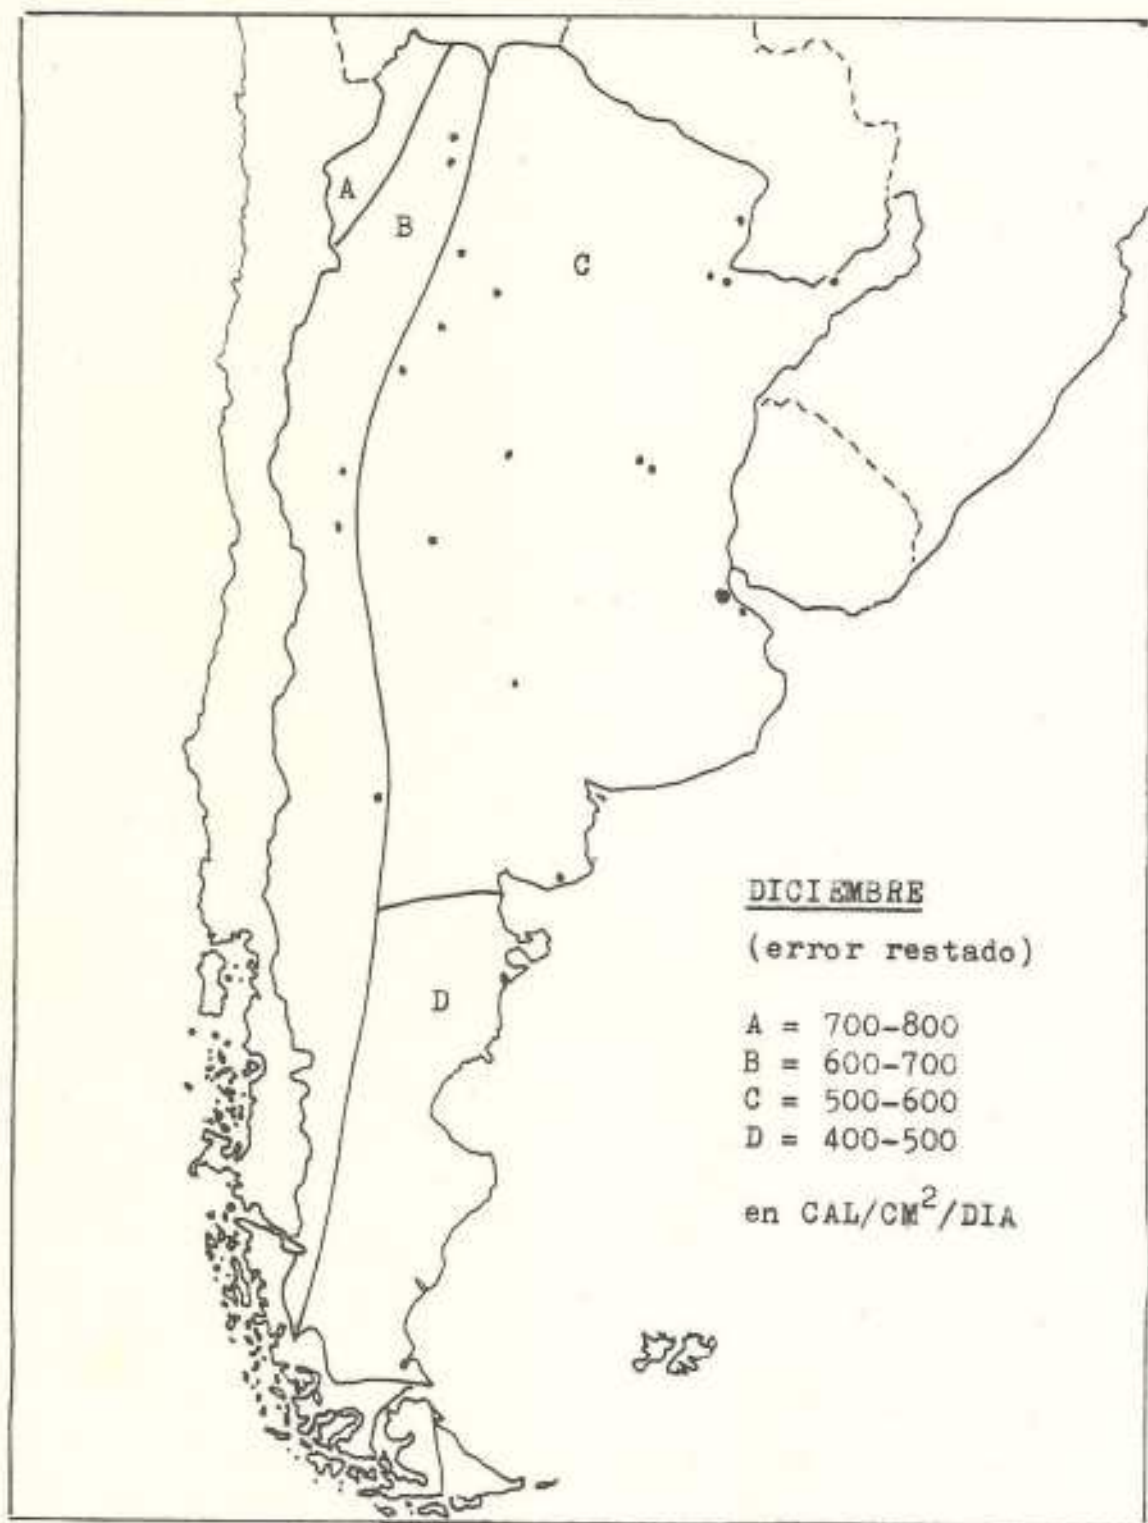 A
B
C
D
DICIEMBRE
(error restado)
A = 700-800
B = 600-700
C = 500-600
D = 400-500
en CAL/CM²/DIA